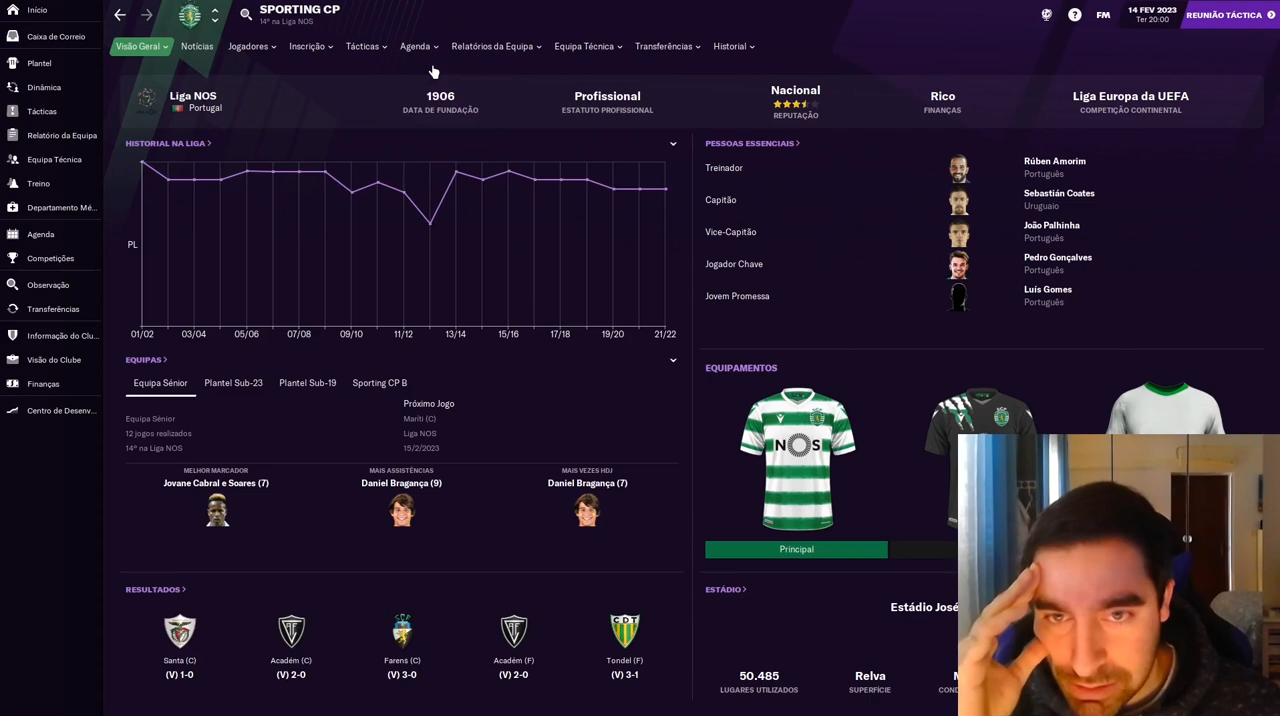 Início
Caixa de Correio
Plantel
Dinâmica
Tácticas
Relatório da Equipa
Equipa Técnica
Treino
Departamento Mé...
Agenda
Competições
Observação
Transferências
Informação do Clu...
Visão do Clube
Finanças
Centro de Desenv...
SPORTING CP
14º na Liga NOS
FM
14 FEV 2023
Ter 20:00
REUNIÃO TÁCTICA
Visão Geral Notícias Jogadores Inscrição Tácticas Agenda Relatórios da Equipa Equipa Técnica Transferências Historial
Liga NOS
Portugal
1906
DATA DE FUNDAÇÃO
Profissional
ESTATUTO PROFISSIONAL
Nacional
REPUTAÇÃO
Rico
FINANÇAS
Liga Europa da UEFA
COMPETIÇÃO CONTINENTAL
HISTORIAL NA LIGA
PL
01/02 03/04 05/06 07/08 09/10 11/12 13/14 15/16 17/18 19/20 21/22
EQUIPAS
Equipa Sénior Plantel Sub-23 Plantel Sub-19 Sporting CP B
Próximo Jogo
Equipa Sénior Maríti (C)
12 jogos realizados Liga NOS
14º na Liga NOS 15/2/2023
MELHOR MARCADOR
Jovane Cabral e Soares (7)
MAIS ASSISTÊNCIAS
Daniel Bragança (9)
MAIS VEZES HDJ
Daniel Bragança (7)
RESULTADOS
Santa (C)
(V) 1-0
Académ (C)
(V) 2-0
Farens (C)
(V) 3-0
Académ (F)
(V) 2-0
CDT
Tondel (F)
(V) 3-1
PESSOAS ESSENCIAIS
Treinador
Rúben Amorim
Português
Capitão
Sebastián Coates
Uruguaio
Vice-Capitão
João Palhinha
Português
Jogador Chave
Pedro Gonçalves
Português
Jovem Promessa
Luís Gomes
Português
EQUIPAMENTOS
NOS
Principal
ESTÁDIO
Estádio José
50.485
LUGARES UTILIZADOS
Relva
SUPERFÍCIE